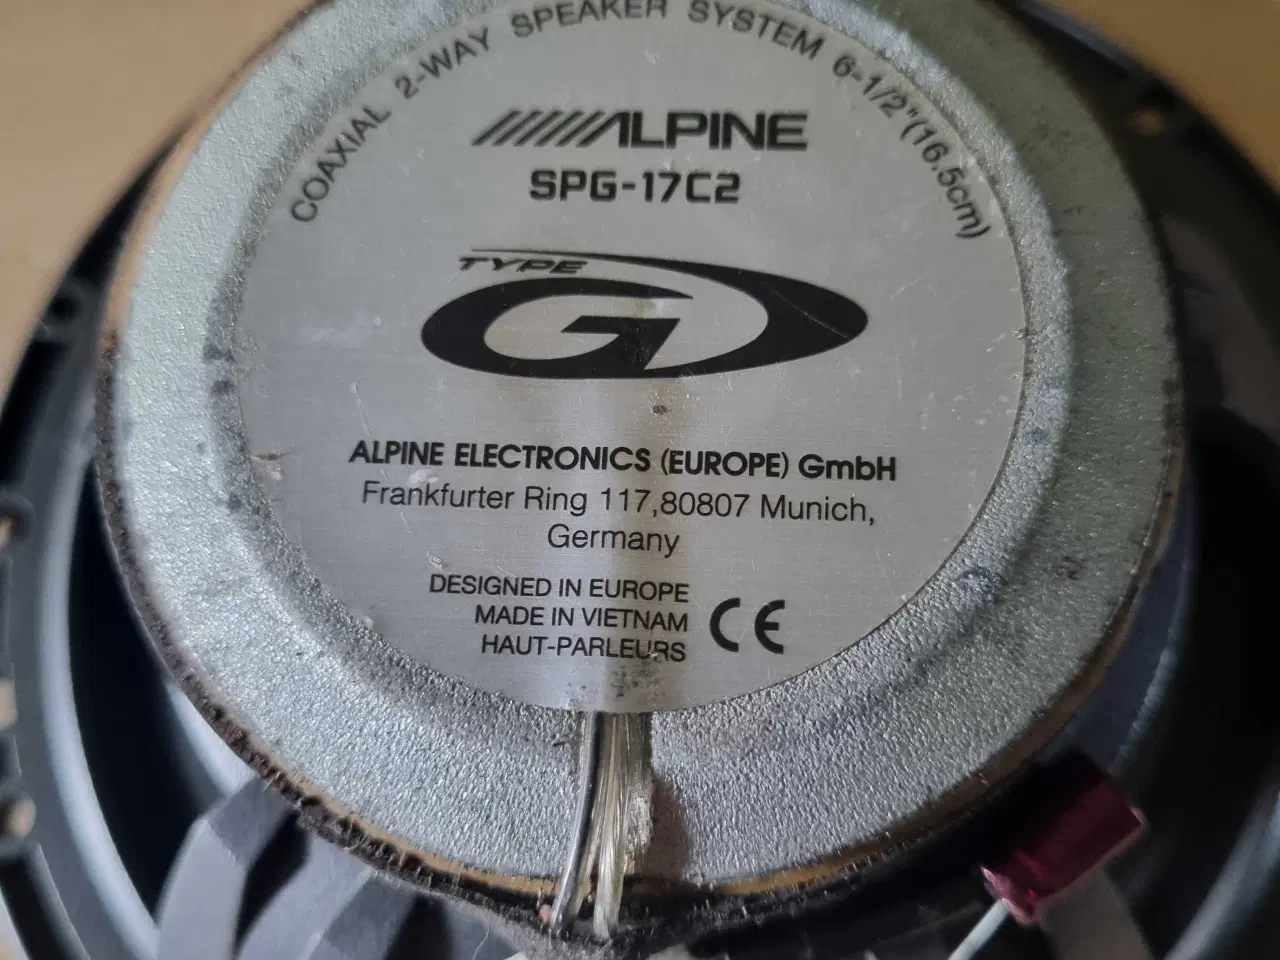 COAXIAL 2-WAY SPEAKER SYSTEM 6-1/2"(16.5cm)
ALPINE
SPG-17C2
TYPE
G
ALPINE ELECTRONICS (EUROPE) GmbH
Frankfurter Ring 117,80807 Munich,
Germany
DESIGNED IN EUROPE
MADE IN VIETNAM
HAUT-PARLEURS
CE